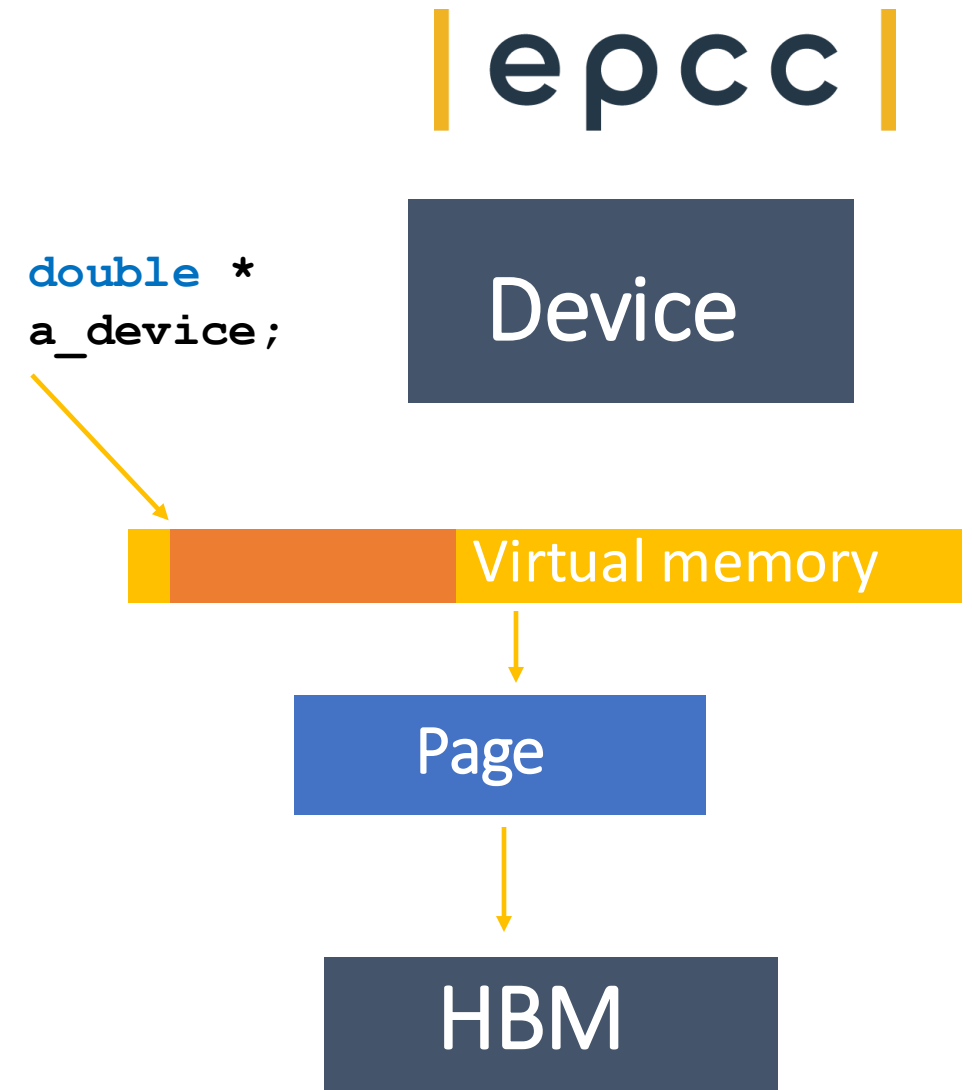 |epcc|
Device
double *
a_device;
Virtual memory
Page
HBM